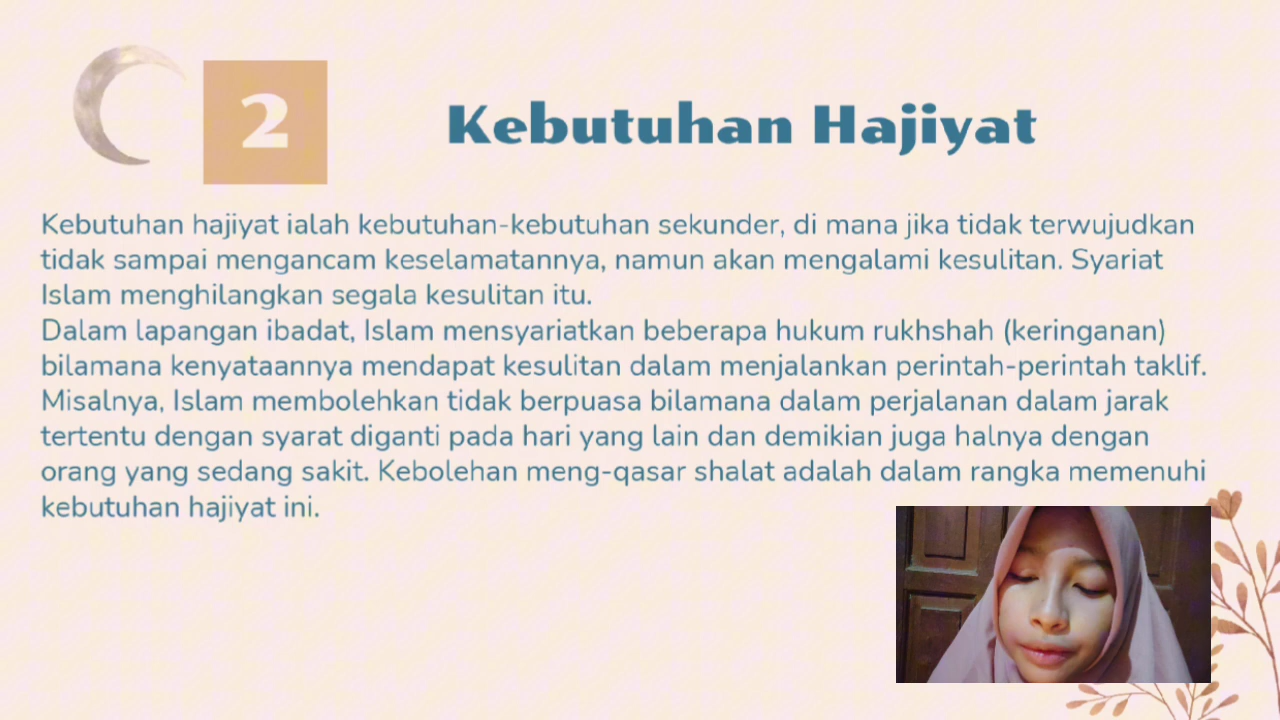 2
Kebutuhan Hajiyat
Kebutuhan hajiyat ialah kebutuhan-kebutuhan sekunder, di mana jika tidak terwujudkan
tidak sampai mengancam keselamatannya, namun akan mengalami kesulitan. Syariat
Islam menghilangkan segala kesulitan itu.
Dalam lapangan ibadat, Islam mensyariatkan beberapa hukum rukhshah (keringanan)
bilamana kenyataannya mendapat kesulitan dalam menjalankan perintah-perintah taklif.
Misalnya, Islam membolehkan tidak berpuasa bilamana dalam perjalanan dalam jarak
tertentu dengan syarat diganti pada hari yang lain dan demikian juga halnya dengan
orang yang sedang sakit. Kebolehan meng-qasar shalat adalah dalam rangka memenuhi
kebutuhan hajiyat ini.